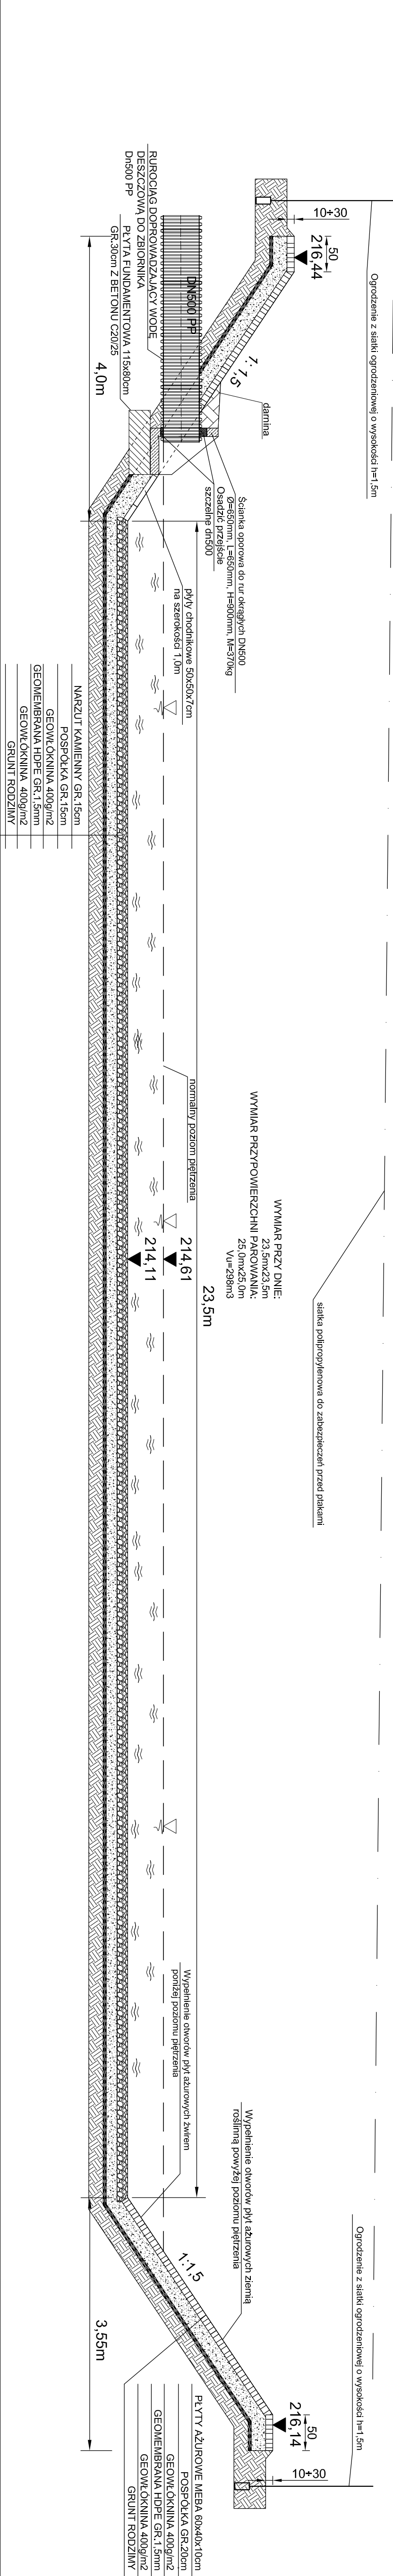 Ogrodzenie z siatki ogrodzeniowej o wysokości h=1,5m
10÷30
50
216,44
1:1,5
darnina
DN500 PP
RUROCIĄG DOPROWADZAJĄCY WODĘ
DESZCZOWĄ DO ZBIORNIKA
Dn500 PP
PŁYTA FUNDAMENTOWA 115x80cm
GR.30cm Z BETONU C20/25
4,0m
Ścianka oporowa do rur okrągłych DN500
Ø=650mm, L=650mm, H=900mm, M=370kg
Osadzić przejście
szczelne dn500
płyty chodnikowe 50x50x7cm
na szerokości 1,0m
NARZUT KAMIENNY GR.15cm
POSPÓŁKA GR.15cm
GEOWŁÓKNINA 400g/m2
GEOMEMBRANA HDPE GR.1,5mm
GEOWŁÓKNINA 400g/m2
GRUNT RODZIMY
normalny poziom piętrzenia
WYMIAR PRZY DNIE:
23,5mx23,5m
WYMIAR PRZYPOWIERZCHNI PAROWANIA:
25,0mx25,0m
Vu=298m3
214,61
214,11
23,5m
siatka polipropylenowa do zabezpieczeń przed ptakami
Wypełnienie otworów płyt ażurowych żwirem
poniżej poziomu piętrzenia
Wypełnienie otworów płyt ażurowych ziemią
roślinną powyżej poziomu piętrzenia
1:1,5
3,55m
Ogrodzenie z siatki ogrodzeniowej o wysokości h=1,5m
216,14
50
10÷30
PŁYTY AŻUROWE MEBA 60x40x10cm
POSPÓŁKA GR.20cm
GEOWŁÓKNINA 400g/m2
GEOMEMBRANA HDPE GR.1,5mm
GEOWŁÓKNINA 400g/m2
GRUNT RODZIMY